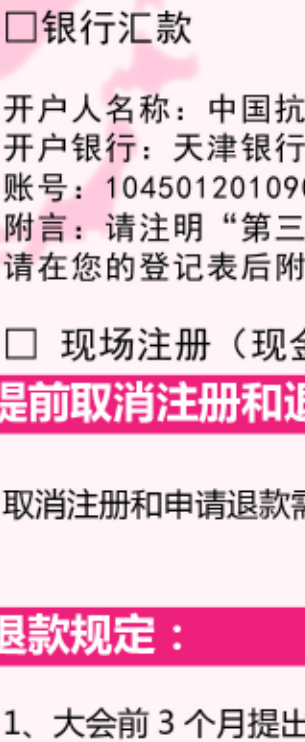 □银行汇款
开户人名称：中国抗
开户银行：天津银行
账号：10450120109
附言：请注明“第三
请在您的登记表后附
□ 现场注册（现金
提前取消注册和退
取消注册和申请退款需
退款规定：
1、大会前 3 个月提出